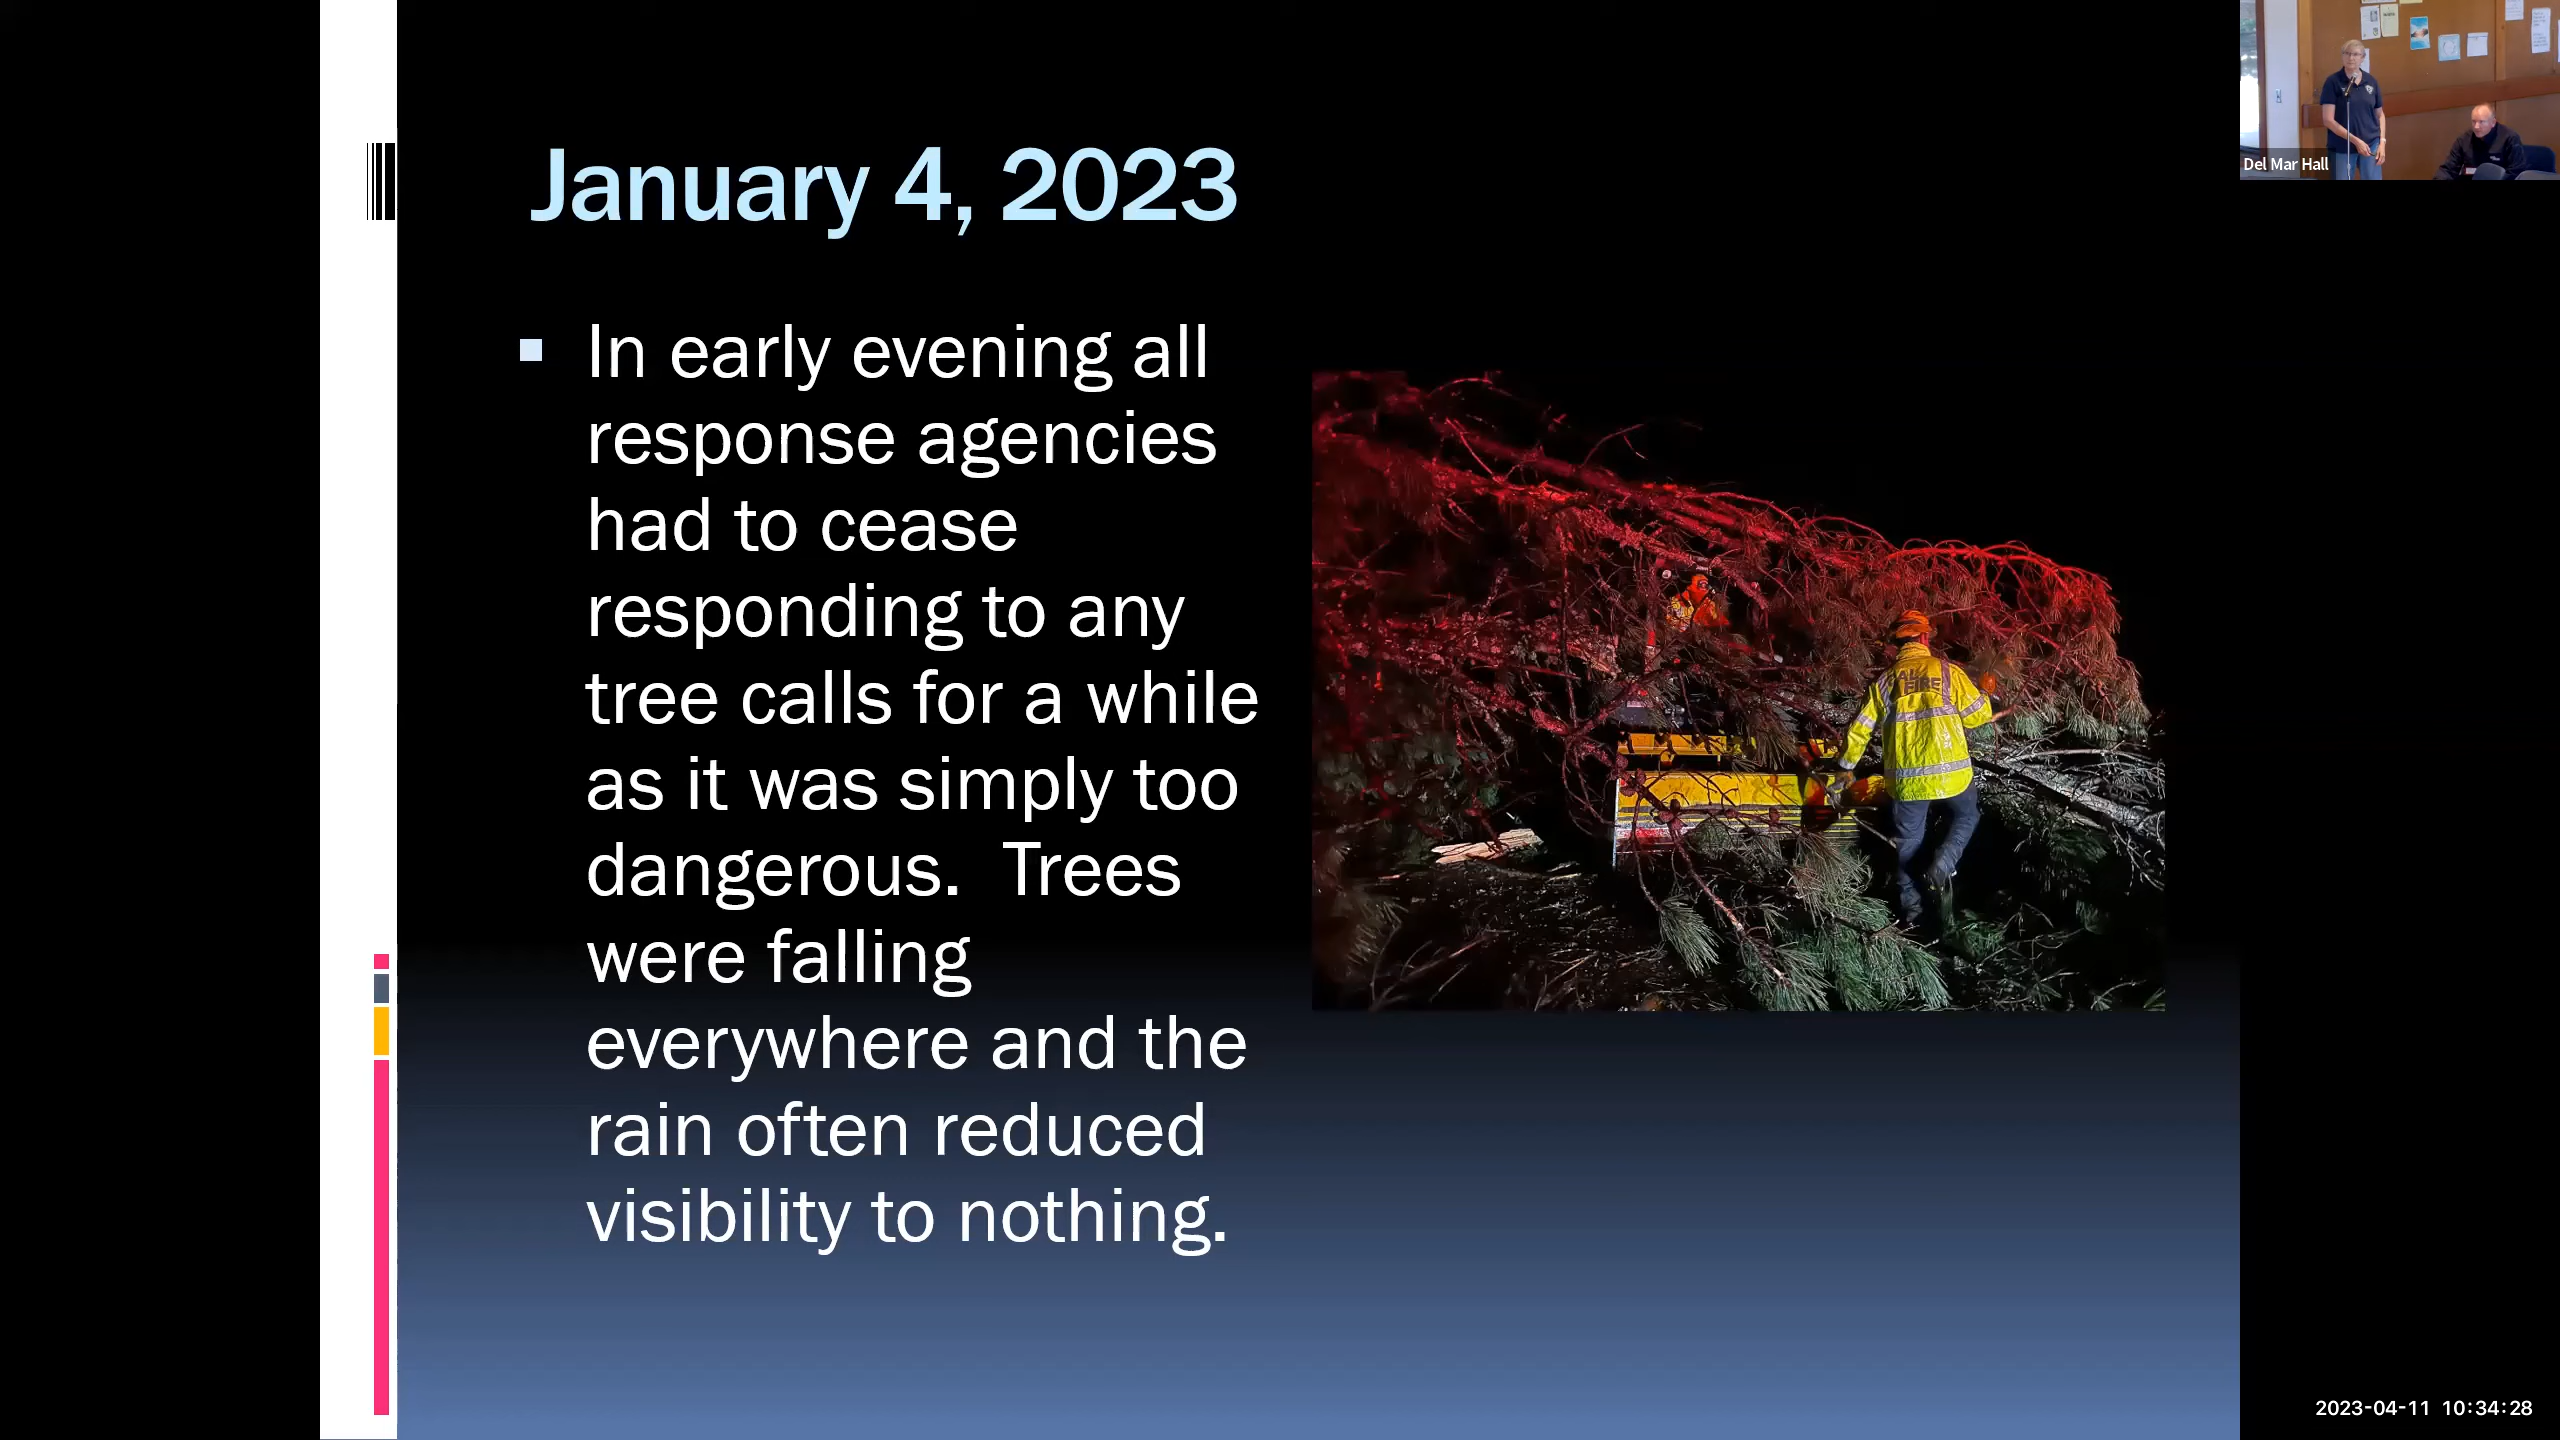 January 4, 2023
In early evening all
response agencies
had to cease
responding to any
tree calls for a while
as it was simply too
dangerous.  Trees
were falling
everywhere and the
rain often reduced
visibility to nothing.
FIRE
Del Mar Hall
2023-04-11 10:34:28